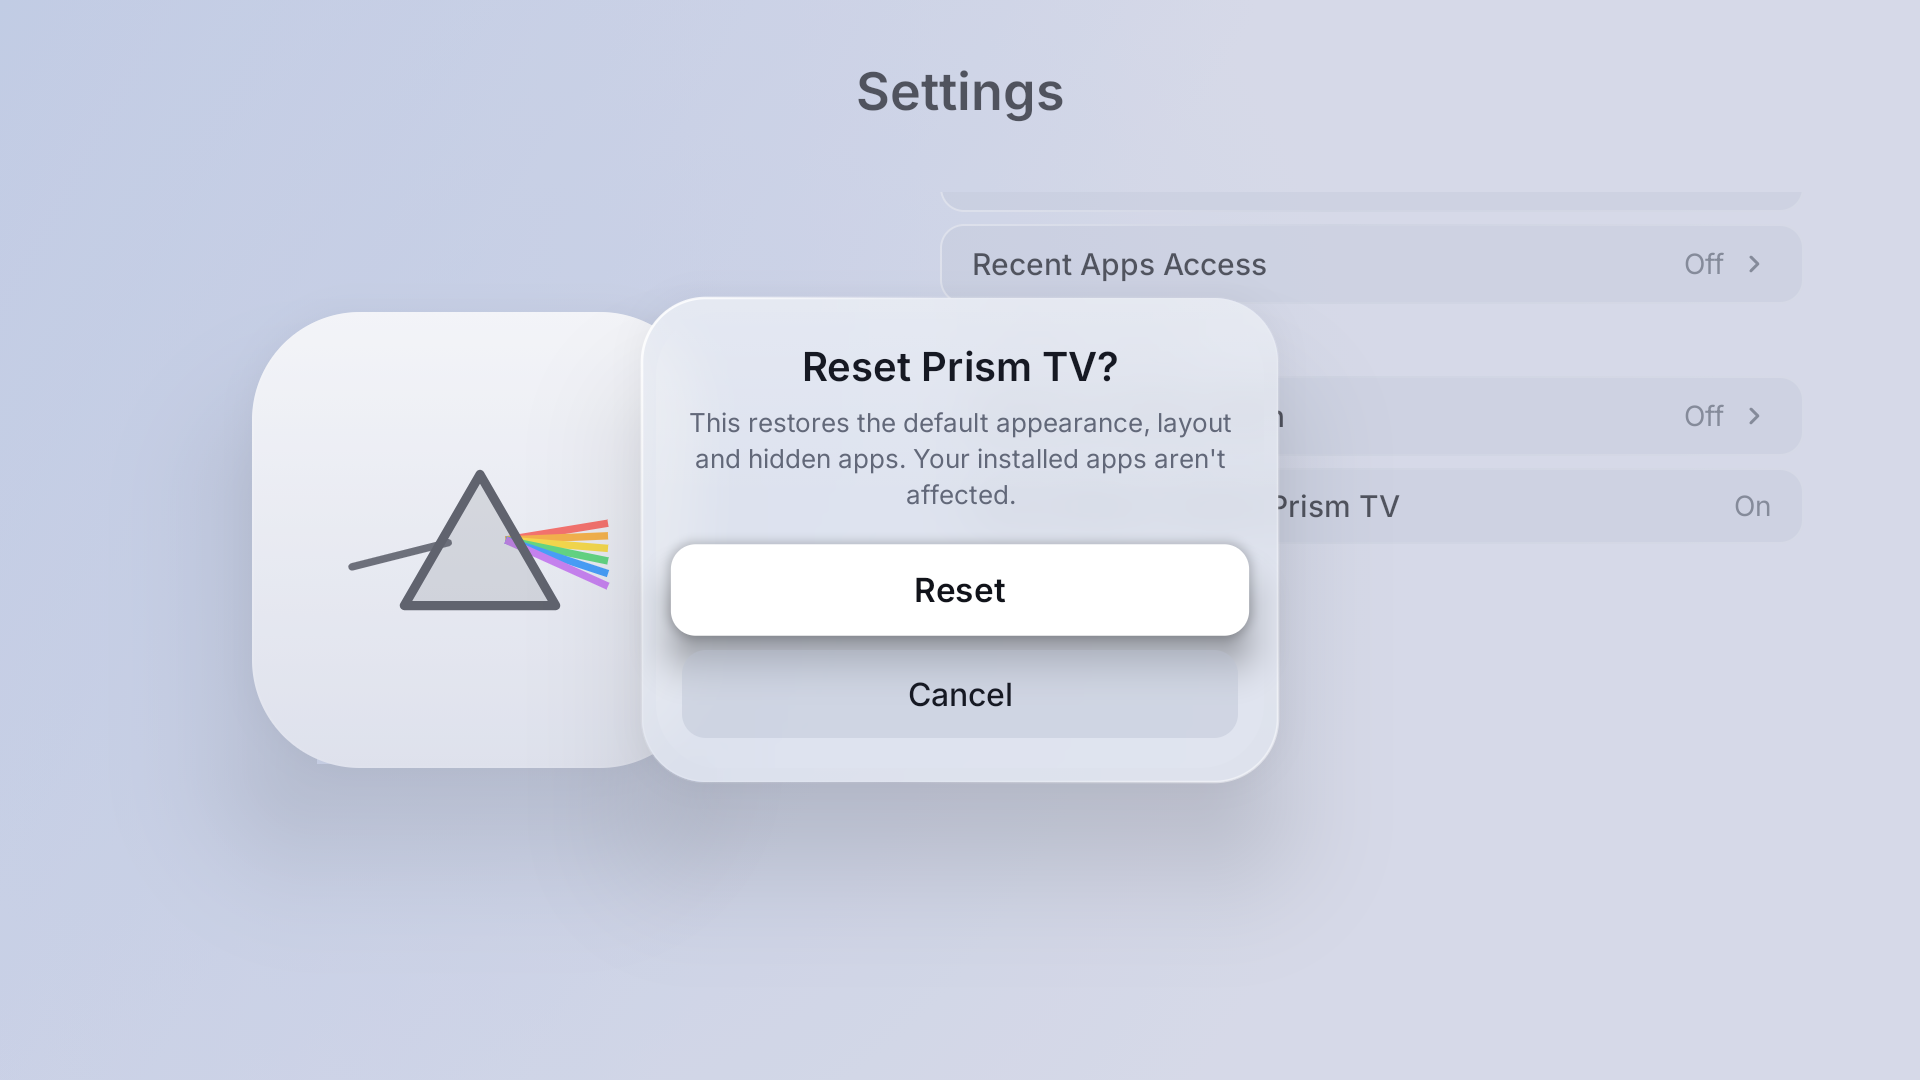 Settings
Recent Apps Access
Off
Reset Prism TV?
This restores the default appearance, layout
and hidden apps. Your installed apps aren't
affected.
Off
Prism TV
On
Reset
Cancel